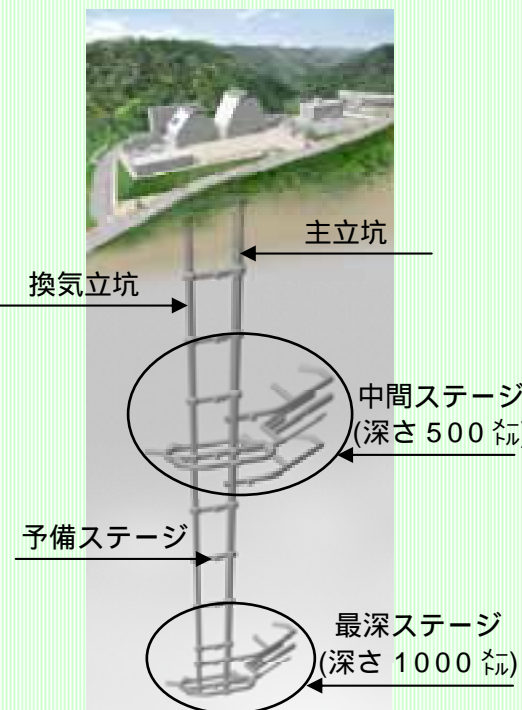 主立坑
換気立坑
中間ステージ
(深さ500㍍)
予備ステージ
最深ステージ
(深さ1000㍍)